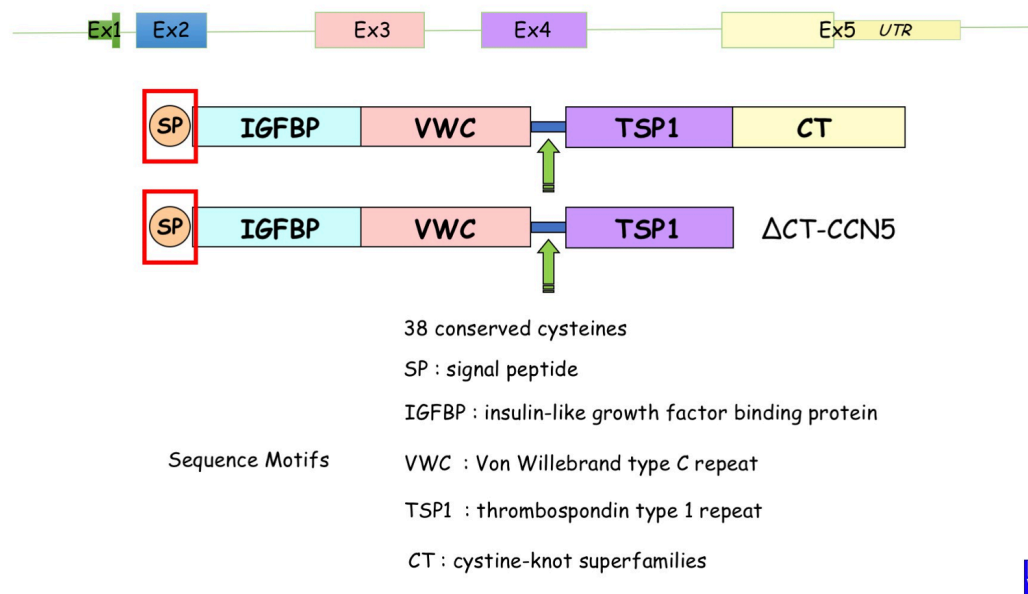 Ex1 Ex2 Ex3 Ex4 Ex5 UTR
SP IGFBP VWC TSP1 CT
SP IGFBP VWC TSP1 ΔCT-CCN5
38 conserved cysteines
SP : signal peptide
IGFBP : insulin-like growth factor binding protein
Sequence Motifs
VWC : Von Willebrand type C repeat
TSP1 : thrombospondin type 1 repeat
CT : cystine-knot superfamilies